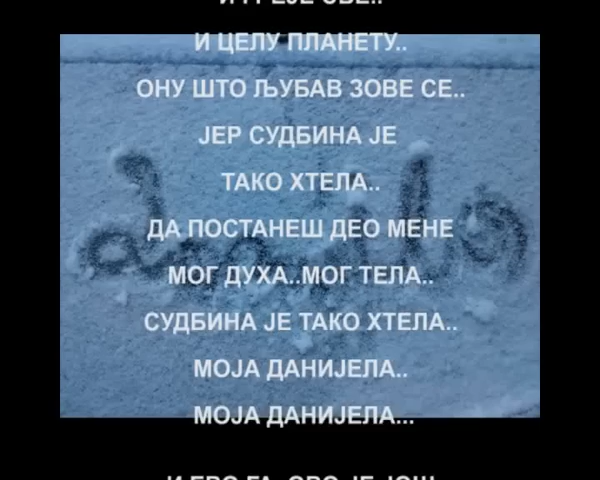 И ЦЕЛУ ПЛАНЕТУ..
ОНУ ШТО ЉУБАВ ЗОВЕ СЕ..
ЈЕР СУДБИНА ЈЕ
ТАКО ХТЕЛА..
ДА ПОСТАНЕШ ДЕО МЕНЕ
МОГ ДУХА..МОГ ТЕЛА..
СУДБИНА ЈЕ ТАКО ХТЕЛА..
МОЈА ДАНИЈЕЛА..
МОЈА ДАНИЈЕЛА...